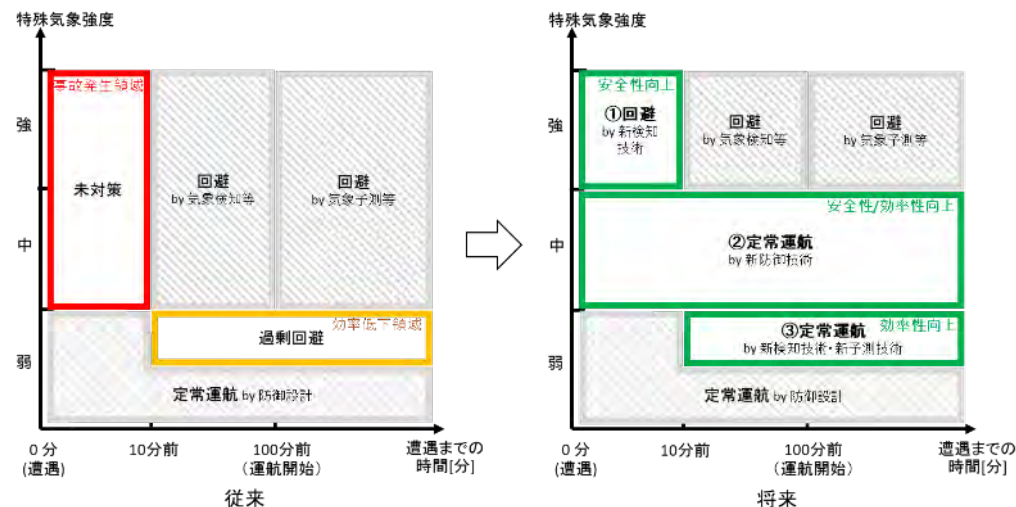 特殊気象強度
事故発生領域
強
未対策
回避
by 気象検知等
回避
by 気象予測等
中
効率低下領域
過剰回避
弱
定常運航 by 防御設計
0 分
(遭遇)
10分前
100分前
(運航開始)
遭遇までの
時間[分]
従来
特殊気象強度
安全性向上
強
①回避
by 新検知
技術
回避
by 気象検知等
回避
by 気象予測等
安全性/効率性向上
中
②定常運航
by 新防御技術
効率性向上
③定常運航
by 新検知技術・新予測技術
弱
定常運航 by 防御設計
0 分
(遭遇)
10分前
100分前
(運航開始)
遭遇までの
時間[分]
将来